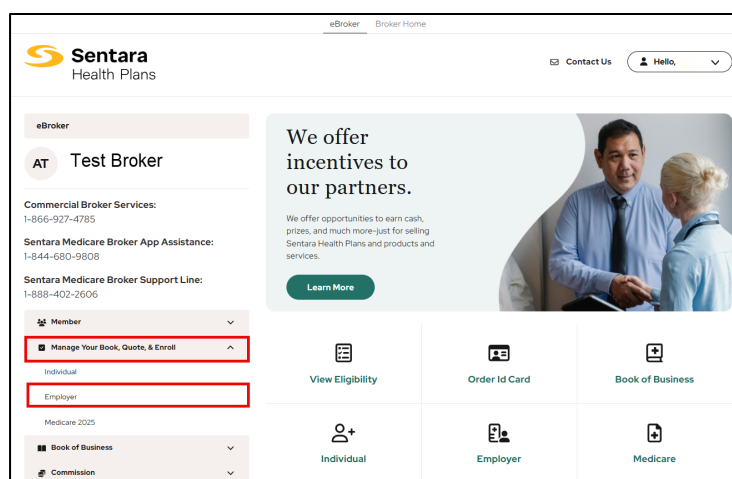 eBroker Broker Home
Sentara
Health Plans
Contact Us
Hello,
eBroker
AT Test Broker
Commercial Broker Services:
1-866-927-4785
Sentara Medicare Broker App Assistance:
1-844-680-9808
Sentara Medicare Broker Support Line:
1-888-402-2606
Member
Manage Your Book, Quote, & Enroll
Individual
Employer
Medicare 2025
Book of Business
Commission
We offer
incentives to
our partners.
We offer opportunities to earn cash,
prizes, and much more-just for selling
Sentara Health Plans and products and
services.
Learn More
View Eligibility
Order Id Card
Book of Business
Individual
Employer
Medicare